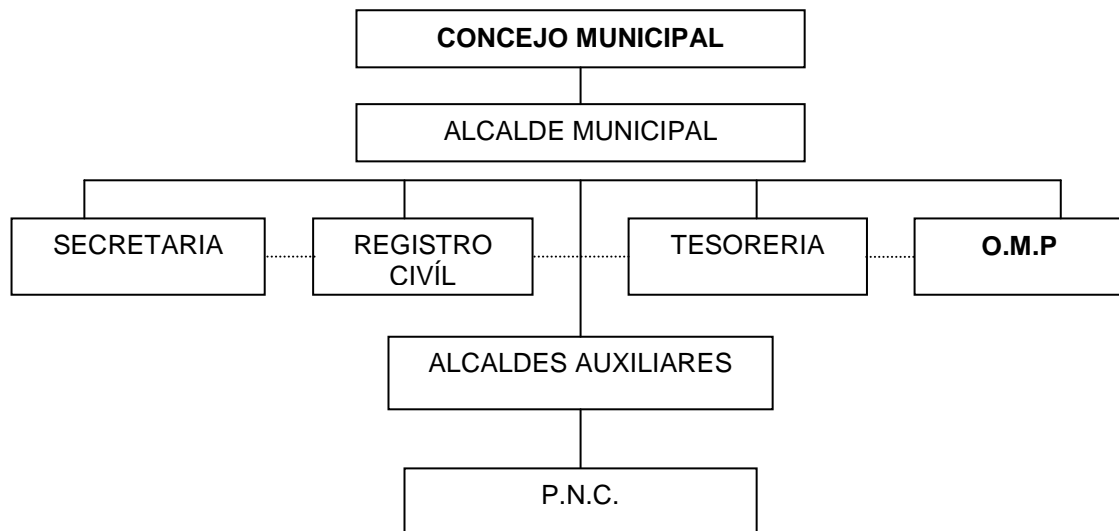 CONCEJO MUNICIPAL
ALCALDE MUNICIPAL
SECRETARIA
REGISTRO
CIVÍL
TESORERIA
O.M.P
ALCALDES AUXILIARES
P.N.C.